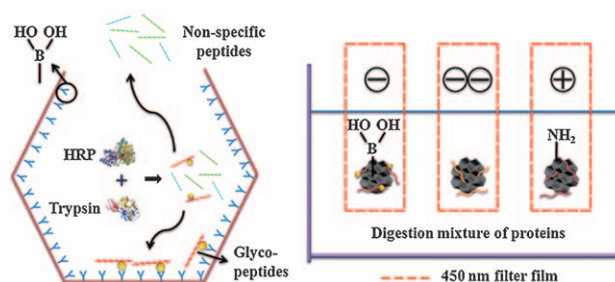 HO OH
B
Non-specific
peptides
HRP
+
Trypsin
Glyco-
peptides
− −− +
HO OH
B
NH₂
Digestion mixture of proteins
450 nm filter film